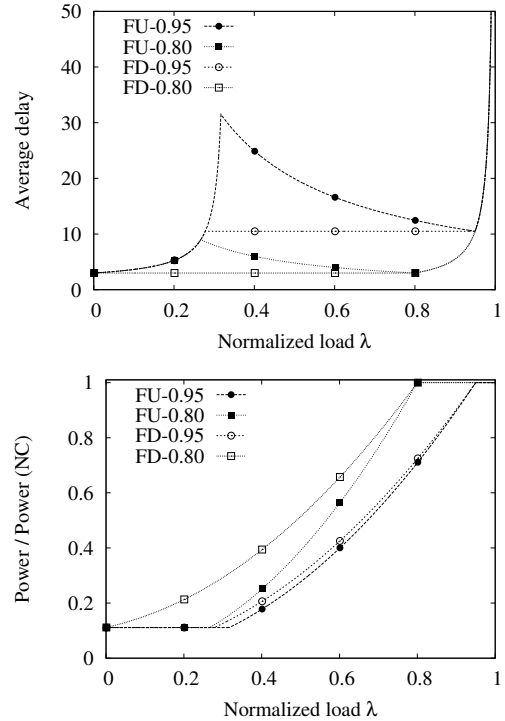 50
40
30
20
10
0
Average delay
FU-0.95
FU-0.80
FD-0.95
FD-0.80
0 0.2 0.4 0.6 0.8 1
Normalized load λ
1
0.8
0.6
0.4
0.2
0
Power / Power (NC)
FU-0.95
FU-0.80
FD-0.95
FD-0.80
0 0.2 0.4 0.6 0.8 1
Normalized load λ